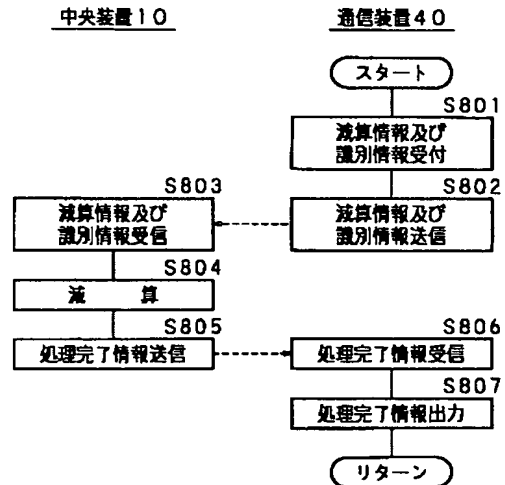 中央装置10
通信装置40
スタート
S801
減算情報及び
識別情報受付
S802
減算情報及び
識別情報送信
S803
減算情報及び
識別情報受信
S804
減 算
S805
処理完了情報送信
S806
処理完了情報受信
S807
処理完了情報出力
リターン